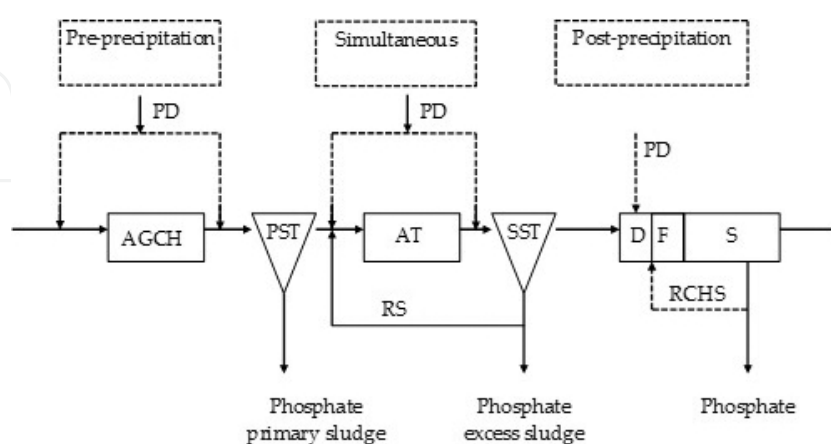 Pre-precipitation
Simultaneous
Post-precipitation
PD
PD
PD
AGCH
PST
AT
SST
D
F
S
RS
RCHS
Phosphate
primary sludge
Phosphate
excess sludge
Phosphate